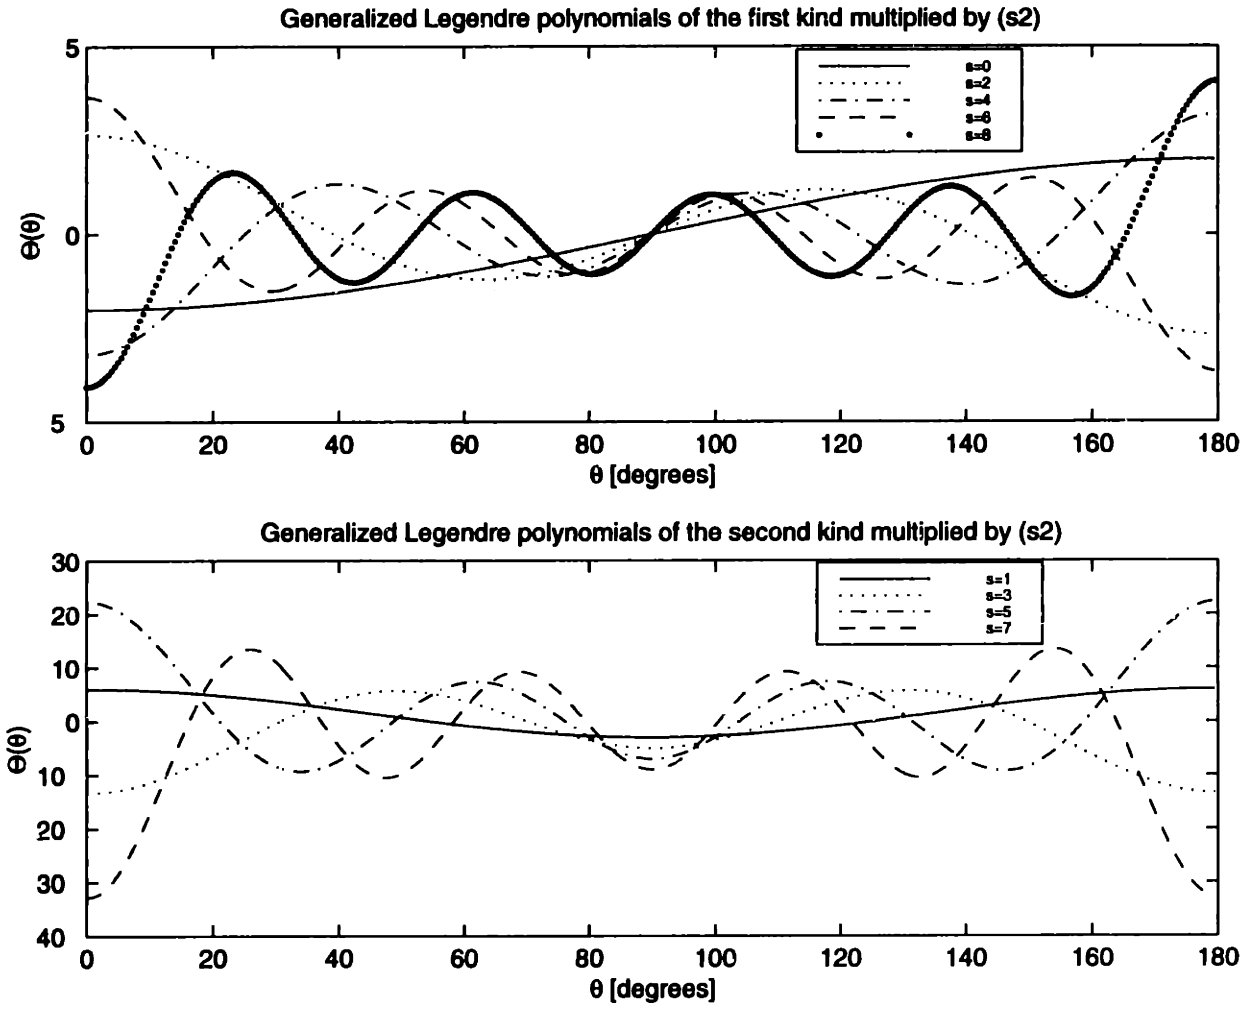 Generalized Legendre polynomials of the first kind multiplied by (s2)
5
s=0
s=2
s=4
s=6
s=8
Θ(θ)
0
5
0 20 40 60 80 100 120 140 160 180
θ [degrees]
Generalized Legendre polynomials of the second kind multiplied by (s2)
30
s=1
s=3
s=5
s=7
20
10
0
Θ(θ)
10
20
30
40
0 20 40 60 80 100 120 140 160 180
θ [degrees]